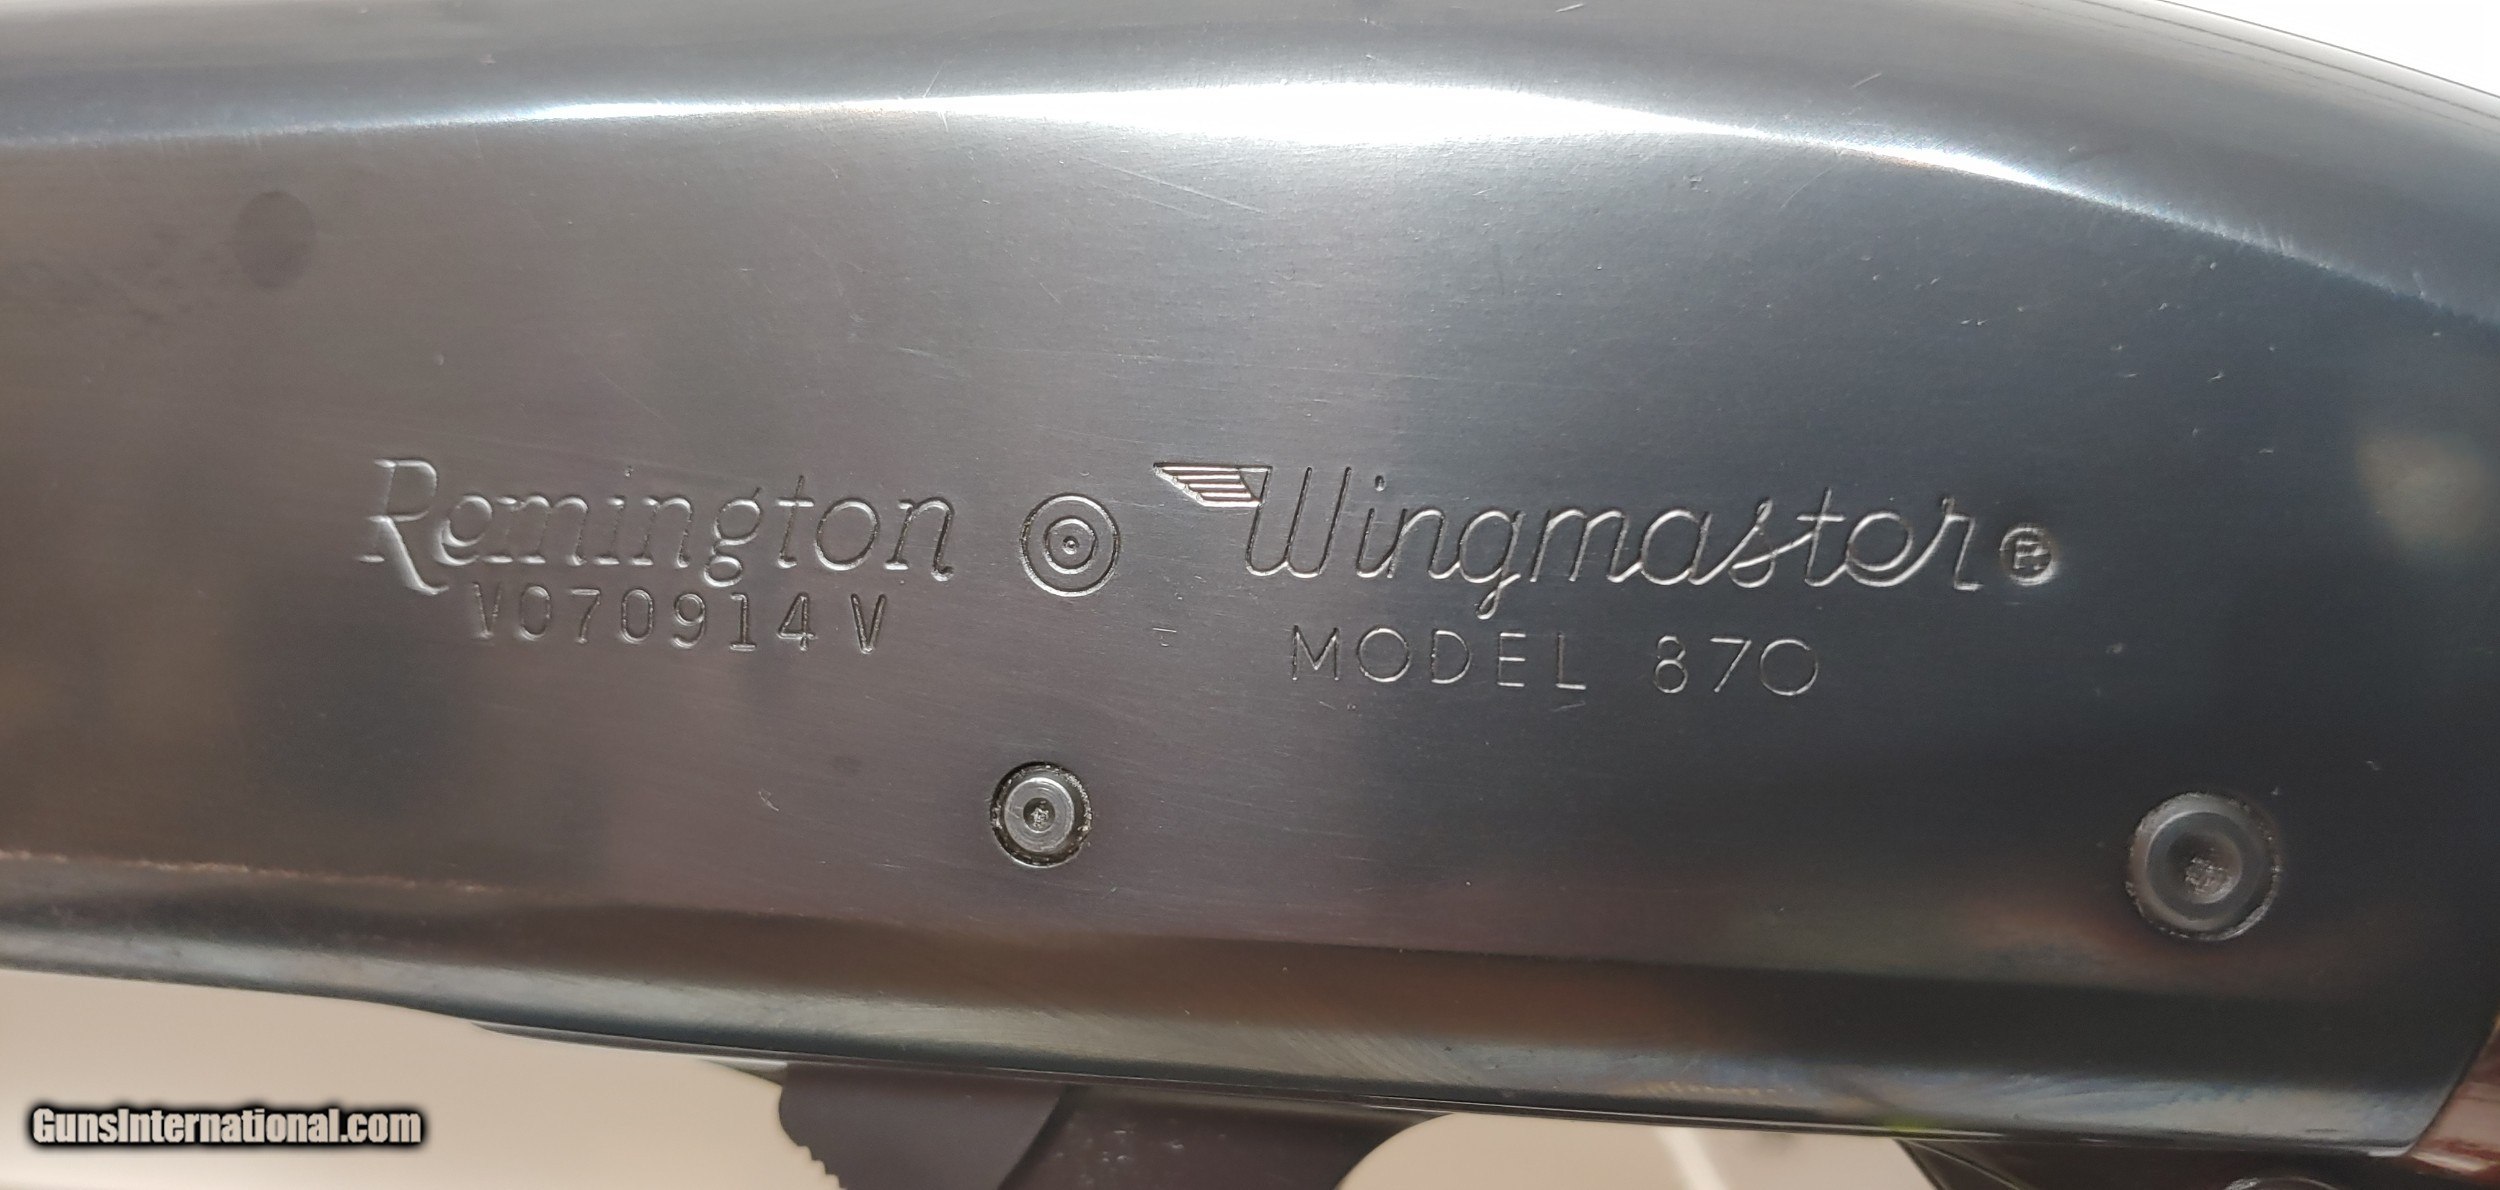 Remington Wingmaster®
V070914V MODEL 870
GunsInternational.com